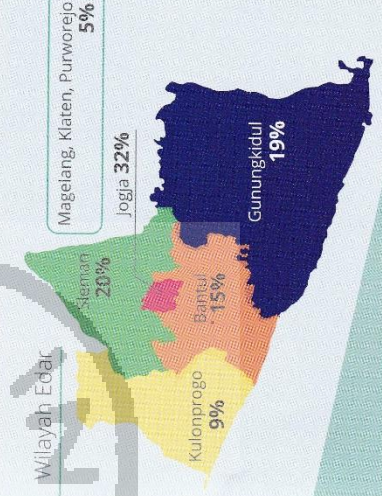 Wilayah Edar
Magelang, Klaten, Purworejo
5%
Jogja 32%
Sleman
20%
Gunungkidul
19%
Bantul
15%
Kulonprogo
9%